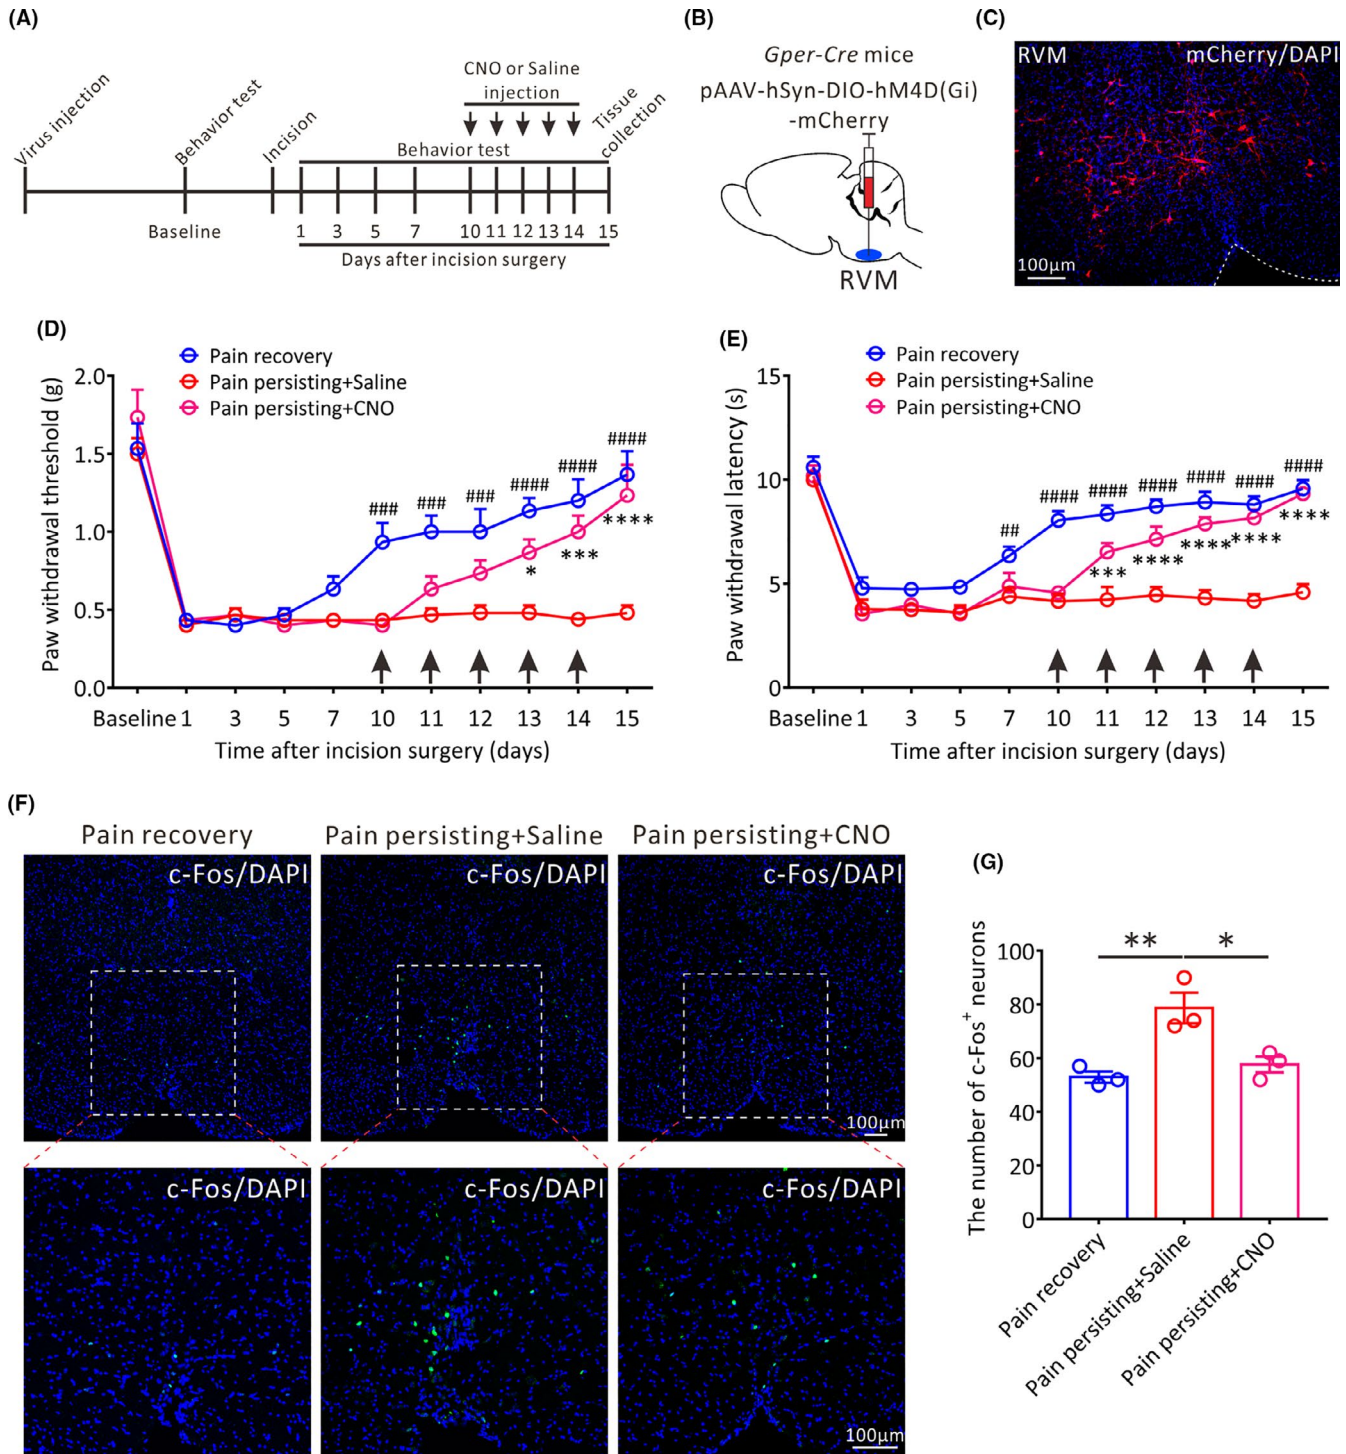 (A)
CNO or Saline
injection
Virus injection
Behavior test
Incision
Behavior test
Tissue
collection
Baseline
1 3 5 7 10 11 12 13 14 15
Days after incision surgery
(B)
Gper-Cre mice
pAAV-hSyn-DIO-hM4D(Gi)
-mCherry
RVM
(C)
RVM mCherry/DAPI
100μm
(D)
Pain recovery
Pain persisting+Saline
Pain persisting+CNO
Paw withdrawal threshold (g)
2.0
1.5
1.0
0.5
0.0
### ### ### #### #### ####
* *** ****
Baseline 1 3 5 7 10 11 12 13 14 15
Time after incision surgery (days)
(E)
Pain recovery
Pain persisting+Saline
Pain persisting+CNO
Paw withdrawal latency (s)
15
10
5
0
## #### #### #### #### #### ####
*** **** **** **** ****
Baseline 1 3 5 7 10 11 12 13 14 15
Time after incision surgery (days)
(F)
Pain recovery Pain persisting+Saline Pain persisting+CNO
c-Fos/DAPI c-Fos/DAPI c-Fos/DAPI
100μm
c-Fos/DAPI c-Fos/DAPI c-Fos/DAPI
100μm
(G)
The number of c-Fos+ neurons
100
80
60
40
20
0
** *
Pain recovery
Pain persisting+Saline
Pain persisting+CNO